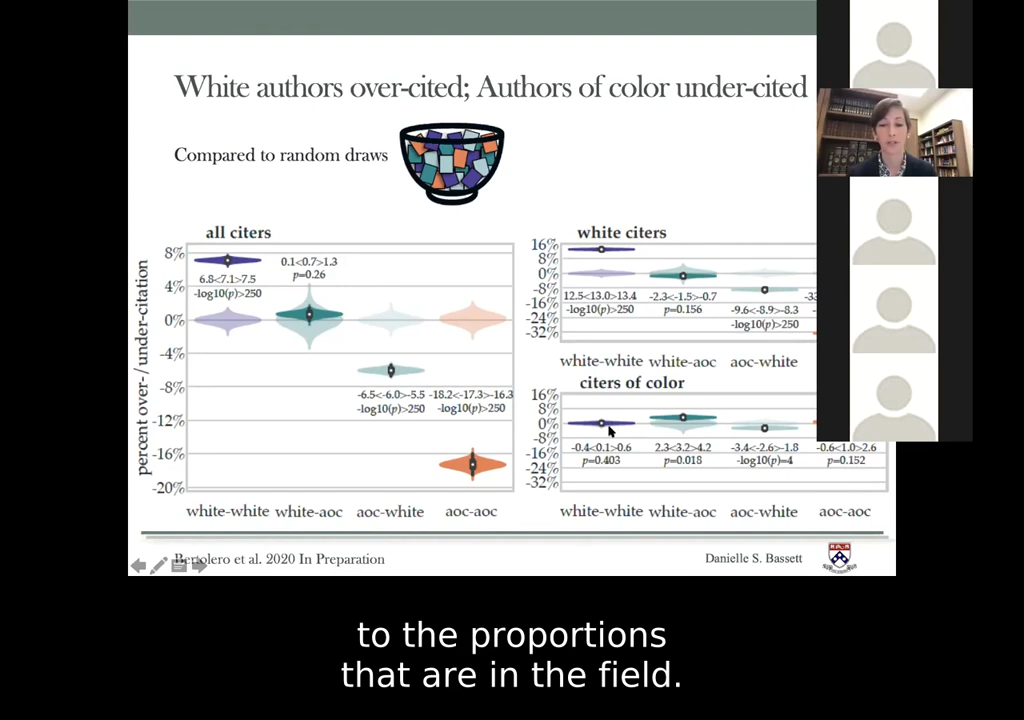 White authors over-cited; Authors of color under-cited
Compared to random draws
all citers
percent over-/under-citation
8%
4%
0%
-4%
-8%
-12%
-16%
-20%
6.8<7.1>7.5
-log10(p)>250
0.1<0.7>1.3
p=0.26
-6.5<-6.0>-5.5
-log10(p)>250
-18.2<-17.3>-16.3
-log10(p)>250
white-white white-aoc aoc-white aoc-aoc
white citers
16%
8%
0%
-8%
-16%
-24%
-32%
12.5<13.0>13.4
-log10(p)>250
-2.3<-1.5>-0.7
p=0.156
-9.6<-8.9>-8.3
-log10(p)>250
white-white white-aoc aoc-white
citers of color
16%
8%
0%
-8%
-16%
-24%
-32%
-0.4<0.1>0.6
p=0.403
2.3<3.2>4.2
p=0.018
-3.4<-2.6>-1.8
-log10(p)=4
-0.6<1.0>2.6
p=0.152
white-white white-aoc aoc-white aoc-aoc
Bertolero et al. 2020 In Preparation
Danielle S. Bassett
to the proportions
that are in the field.